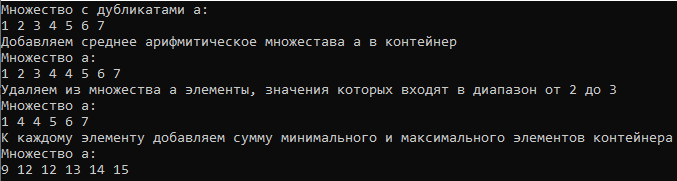 Множество с дубликатами a:
1 2 3 4 5 6 7
Добавляем среднее арифмитическое множестава a в контейнер
Множество a:
1 2 3 4 4 5 6 7
Удаляем из множества a элементы, значения которых входят в диапазон от 2 до 3
Множество a:
1 4 4 5 6 7
К каждому элементу добавляем сумму минимального и максимального элементов контейнера
Множество a:
9 12 12 13 14 15